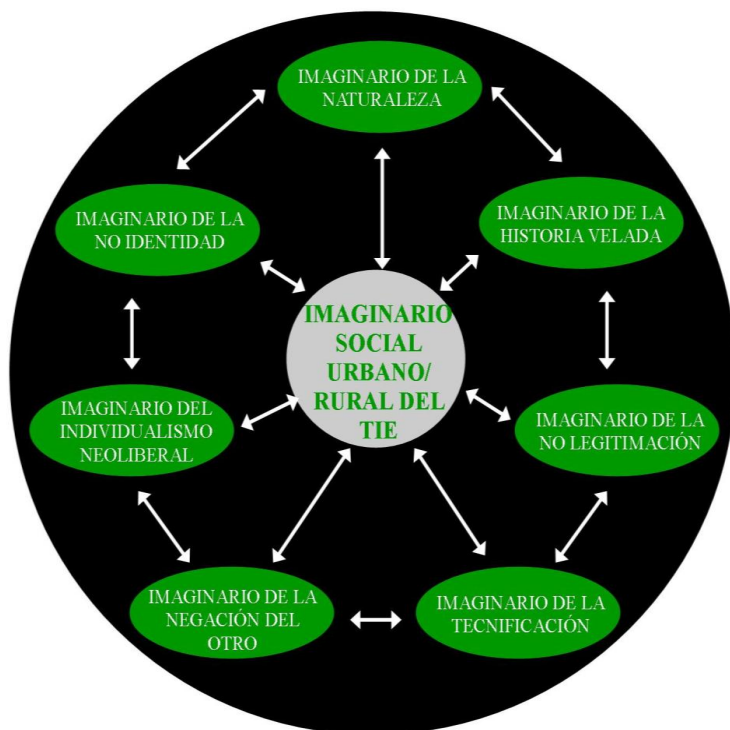 IMAGINARIO DE LA
NATURALEZA
IMAGINARIO DE LA
NO IDENTIDAD
IMAGINARIO DE LA
HISTORIA VELADA
IMAGINARIO
SOCIAL
URBANO/
RURAL DEL
TIE
IMAGINARIO DEL
INDIVIDUALISMO
NEOLIBERAL
IMAGINARIO DE LA
NO LEGITIMACIÓN
IMAGINARIO DE LA
NEGACIÓN DEL
OTRO
IMAGINARIO DE LA
TECNIFICACIÓN